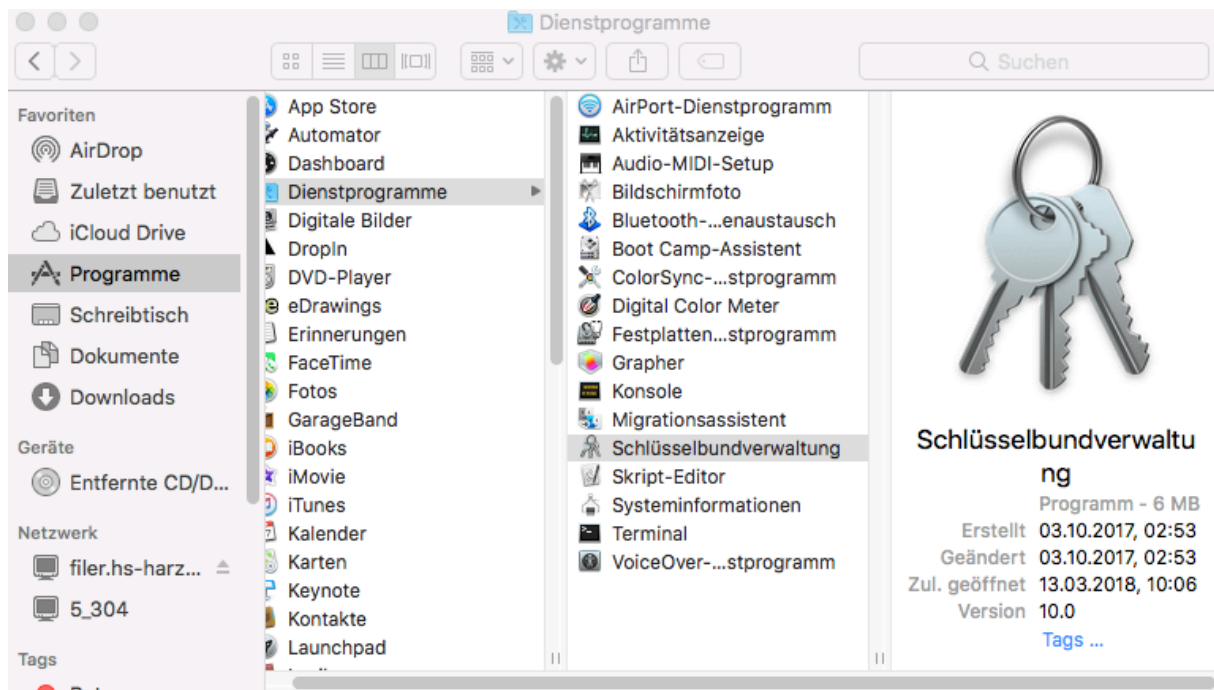 Dienstprogramme
Suchen
Favoriten
AirDrop
Zuletzt benutzt
iCloud Drive
Programme
Schreibtisch
Dokumente
Downloads
Geräte
Entfernte CD/D...
Netzwerk
filer.hs-harz...
5_304
Tags
App Store
Automator
Dashboard
Dienstprogramme
Digitale Bilder
DropIn
DVD-Player
eDrawings
Erinnerungen
FaceTime
Fotos
GarageBand
iBooks
iMovie
iTunes
Kalender
Karten
Keynote
Kontakte
Launchpad
AirPort-Dienstprogramm
Aktivitätsanzeige
Audio-MIDI-Setup
Bildschirmfoto
Bluetooth-...enaustausch
Boot Camp-Assistent
ColorSync-...stprogramm
Digital Color Meter
Festplatten...stprogramm
Grapher
Konsole
Migrationsassistent
Schlüsselbundverwaltung
Skript-Editor
Systeminformationen
Terminal
VoiceOver-...stprogramm
Schlüsselbundverwaltu
ng
Programm - 6 MB
Erstellt 03.10.2017, 02:53
Geändert 03.10.2017, 02:53
Zul. geöffnet 13.03.2018, 10:06
Version 10.0
Tags ...